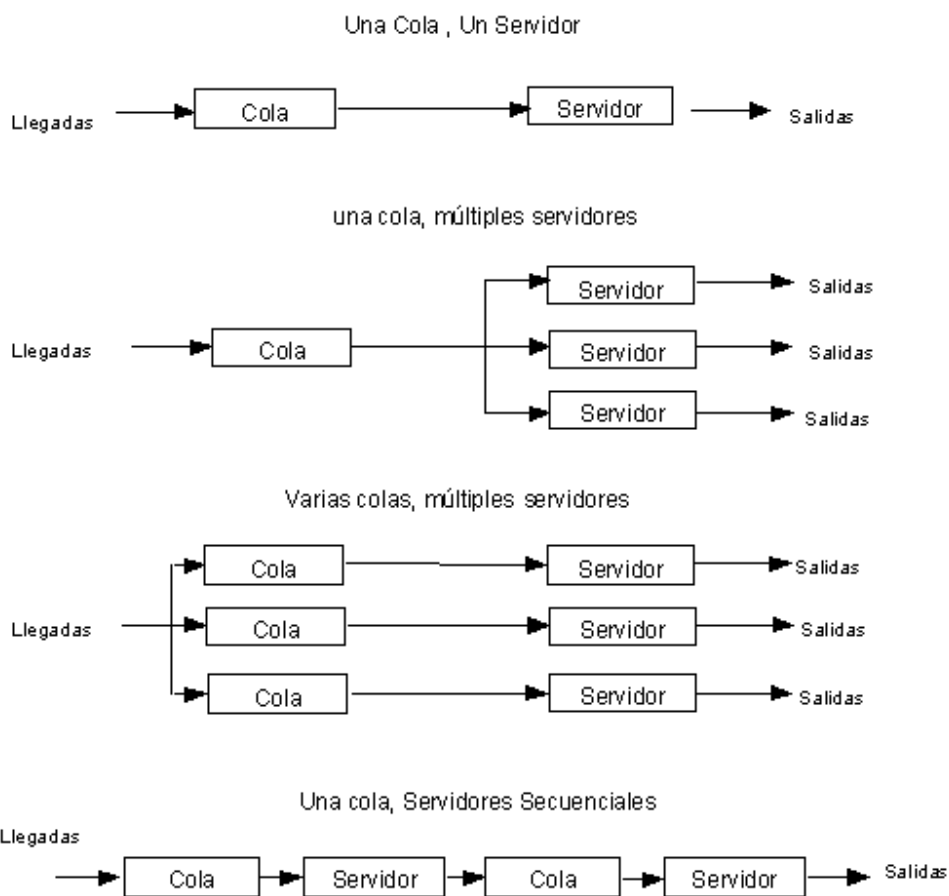 Una Cola , Un Servidor
Llegadas Cola Servidor Salidas
una cola, múltiples servidores
Servidor Salidas
Llegadas Cola Servidor Salidas
Servidor Salidas
Varias colas, múltiples servidores
Cola Servidor Salidas
Llegadas Cola Servidor Salidas
Cola Servidor Salidas
Una cola, Servidores Secuenciales
Llegadas
Cola Servidor Cola Servidor Salidas